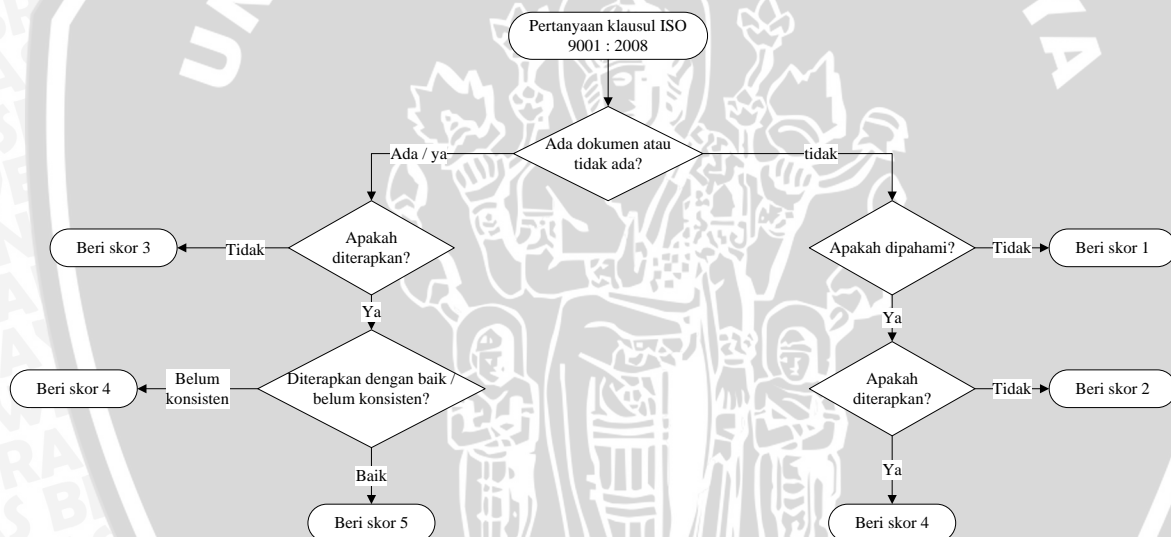 Pertanyaan klausul ISO
9001 : 2008
Ada dokumen atau
tidak ada?
Ada / ya
tidak
Apakah
diterapkan?
Tidak
Beri skor 3
Apakah dipahami?
Tidak
Beri skor 1
Ya
Ya
Diterapkan dengan baik /
belum konsisten?
Belum
konsisten
Beri skor 4
Apakah
diterapkan?
Tidak
Beri skor 2
Baik
Ya
Beri skor 5
Beri skor 4